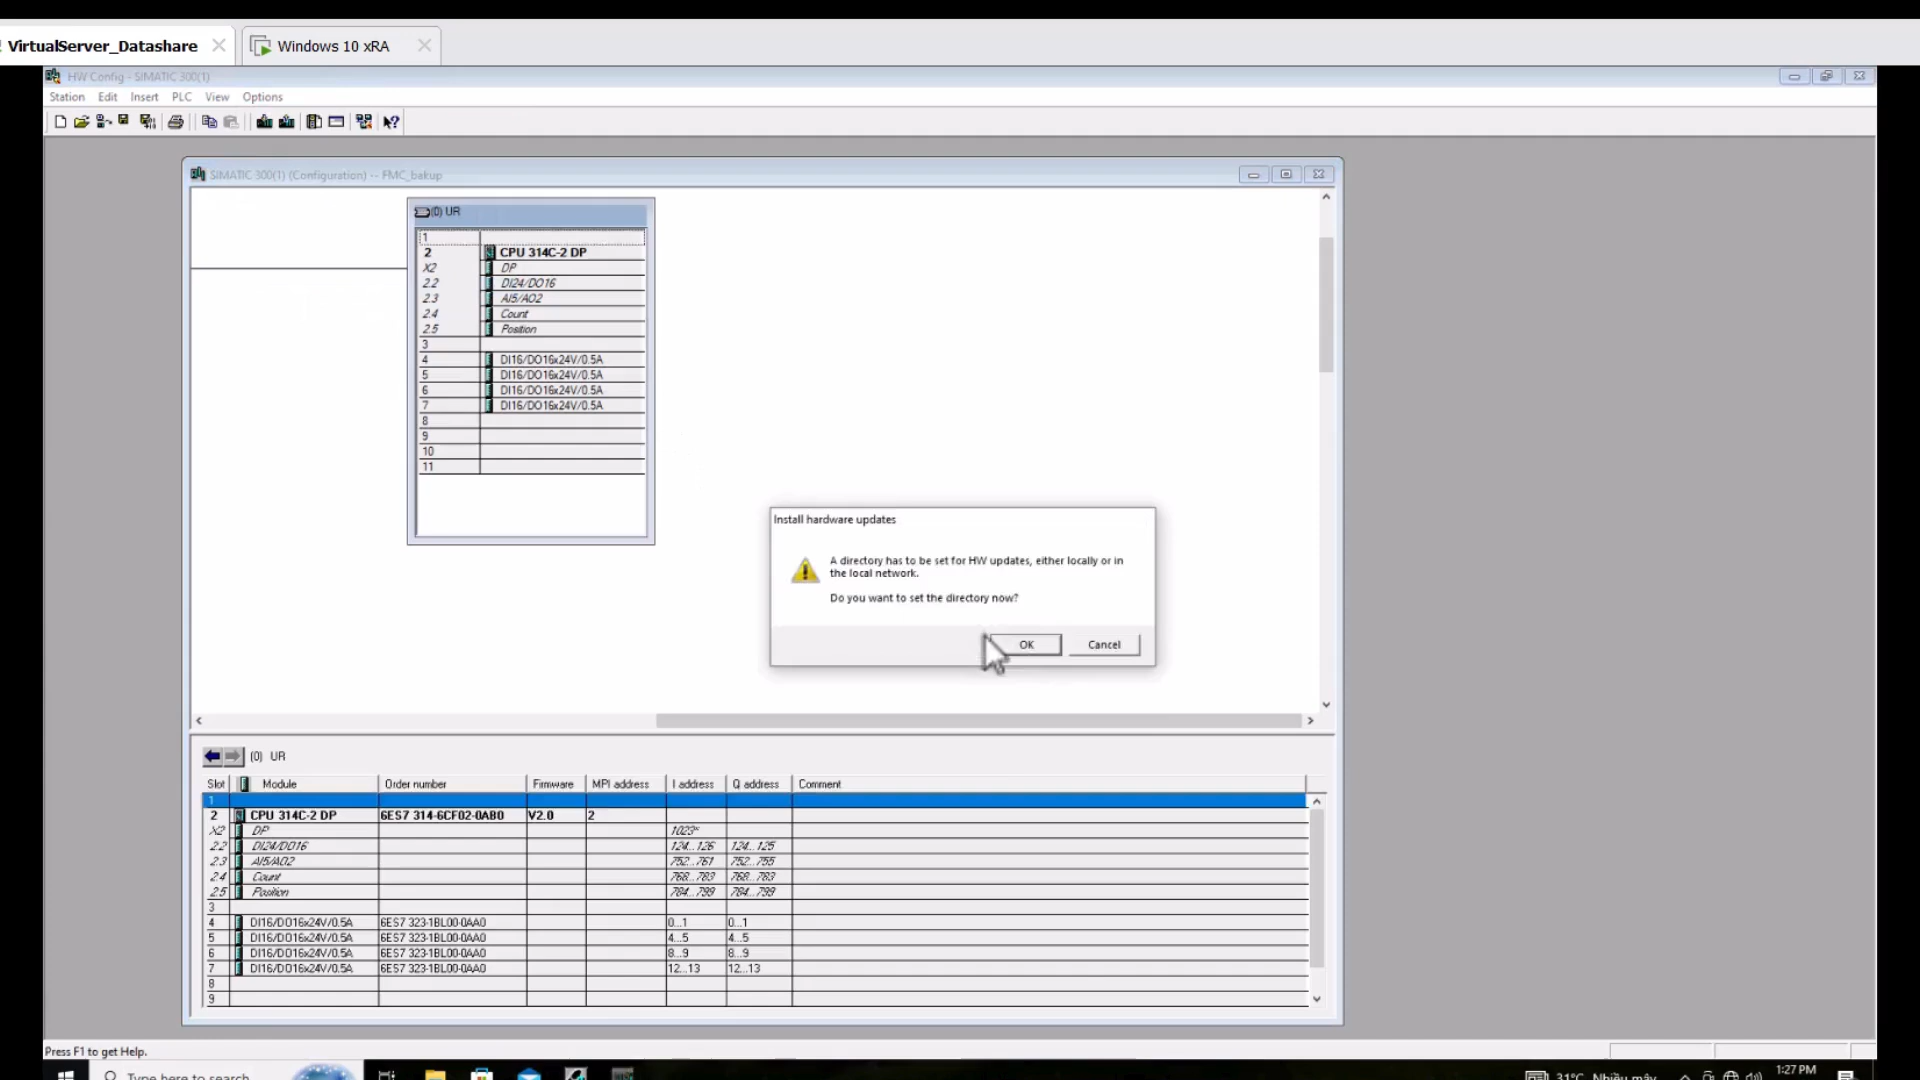 VirtualServer_Datashare
Windows 10 xRA
HW Config - SIMATIC 300(1)
Station Edit Insert PLC View Options
SIMATIC 300(1) (Configuration) -- FMC_bakup
(0) UR
1
2 CPU 314C-2 DP
X2 DP
2.2 DI24/DO16
2.3 AI5/AO2
2.4 Count
2.5 Position
3
4 DI16/DO16x24V/0.5A
5 DI16/DO16x24V/0.5A
6 DI16/DO16x24V/0.5A
7 DI16/DO16x24V/0.5A
8
9
10
11
Install hardware updates
A directory has to be set for HW updates, either locally or in
the local network.
Do you want to set the directory now?
OK Cancel
(0) UR
Slot Module Order number Firmware MPI address I address Q address Comment
1
2 CPU 314C-2 DP 6ES7 314-6CF02-0AB0 V2.0 2
X2 DP 1023*
2.2 DI24/DO16 124...126 124...125
2.3 AI5/AO2 752...761 752...755
2.4 Count 768...783 768...783
2.5 Position 784...799 784...799
3
4 DI16/DO16x24V/0.5A 6ES7 323-1BL00-0AA0 0...1 0...1
5 DI16/DO16x24V/0.5A 6ES7 323-1BL00-0AA0 4...5 4...5
6 DI16/DO16x24V/0.5A 6ES7 323-1BL00-0AA0 8...9 8...9
7 DI16/DO16x24V/0.5A 6ES7 323-1BL00-0AA0 12...13 12...13
8
9
Press F1 to get Help.
Type here to search
31°C Nhiều mây
1:27 PM